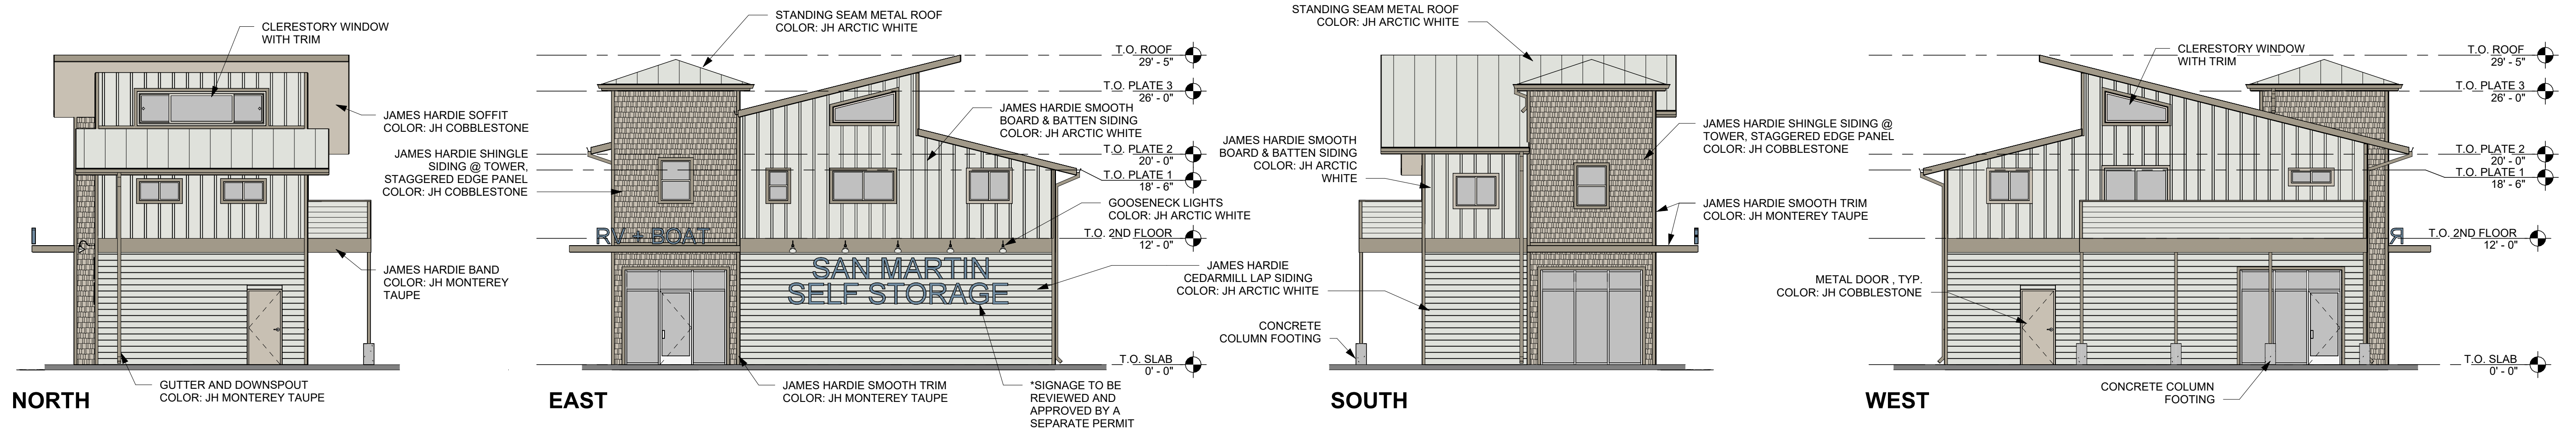 CLERESTORY WINDOW
WITH TRIM
JAMES HARDIE SOFFIT
COLOR: JH COBBLESTONE
JAMES HARDIE SHINGLE
SIDING @ TOWER,
STAGGERED EDGE PANEL
COLOR: JH COBBLESTONE
JAMES HARDIE BAND
COLOR: JH MONTEREY
TAUPE
GUTTER AND DOWNSPOUT
COLOR: JH MONTEREY TAUPE
NORTH
STANDING SEAM METAL ROOF
COLOR: JH ARCTIC WHITE
T.O. ROOF
29' - 5"
T.O. PLATE 3
26' - 0"
JAMES HARDIE SMOOTH
BOARD & BATTEN SIDING
COLOR: JH ARCTIC WHITE
T.O. PLATE 2
20' - 0"
T.O. PLATE 1
18' - 6"
GOOSENECK LIGHTS
COLOR: JH ARCTIC WHITE
T.O. 2ND FLOOR
12' - 0"
RV + BOAT
SAN MARTIN
SELF STORAGE
JAMES HARDIE
CEDARMILL LAP SIDING
COLOR: JH ARCTIC WHITE
T.O. SLAB
0' - 0"
JAMES HARDIE SMOOTH TRIM
COLOR: JH MONTEREY TAUPE
*SIGNAGE TO BE
REVIEWED AND
APPROVED BY A
SEPARATE PERMIT
EAST
STANDING SEAM METAL ROOF
COLOR: JH ARCTIC WHITE
JAMES HARDIE SMOOTH
BOARD & BATTEN SIDING
COLOR: JH ARCTIC
WHITE
JAMES HARDIE SHINGLE SIDING @
TOWER, STAGGERED EDGE PANEL
COLOR: JH COBBLESTONE
JAMES HARDIE SMOOTH TRIM
COLOR: JH MONTEREY TAUPE
CONCRETE
COLUMN FOOTING
SOUTH
CLERESTORY WINDOW
WITH TRIM
T.O. ROOF
29' - 5"
T.O. PLATE 3
26' - 0"
T.O. PLATE 2
20' - 0"
T.O. PLATE 1
18' - 6"
R
T.O. 2ND FLOOR
12' - 0"
METAL DOOR , TYP.
COLOR: JH COBBLESTONE
T.O. SLAB
0' - 0"
CONCRETE COLUMN
FOOTING
WEST